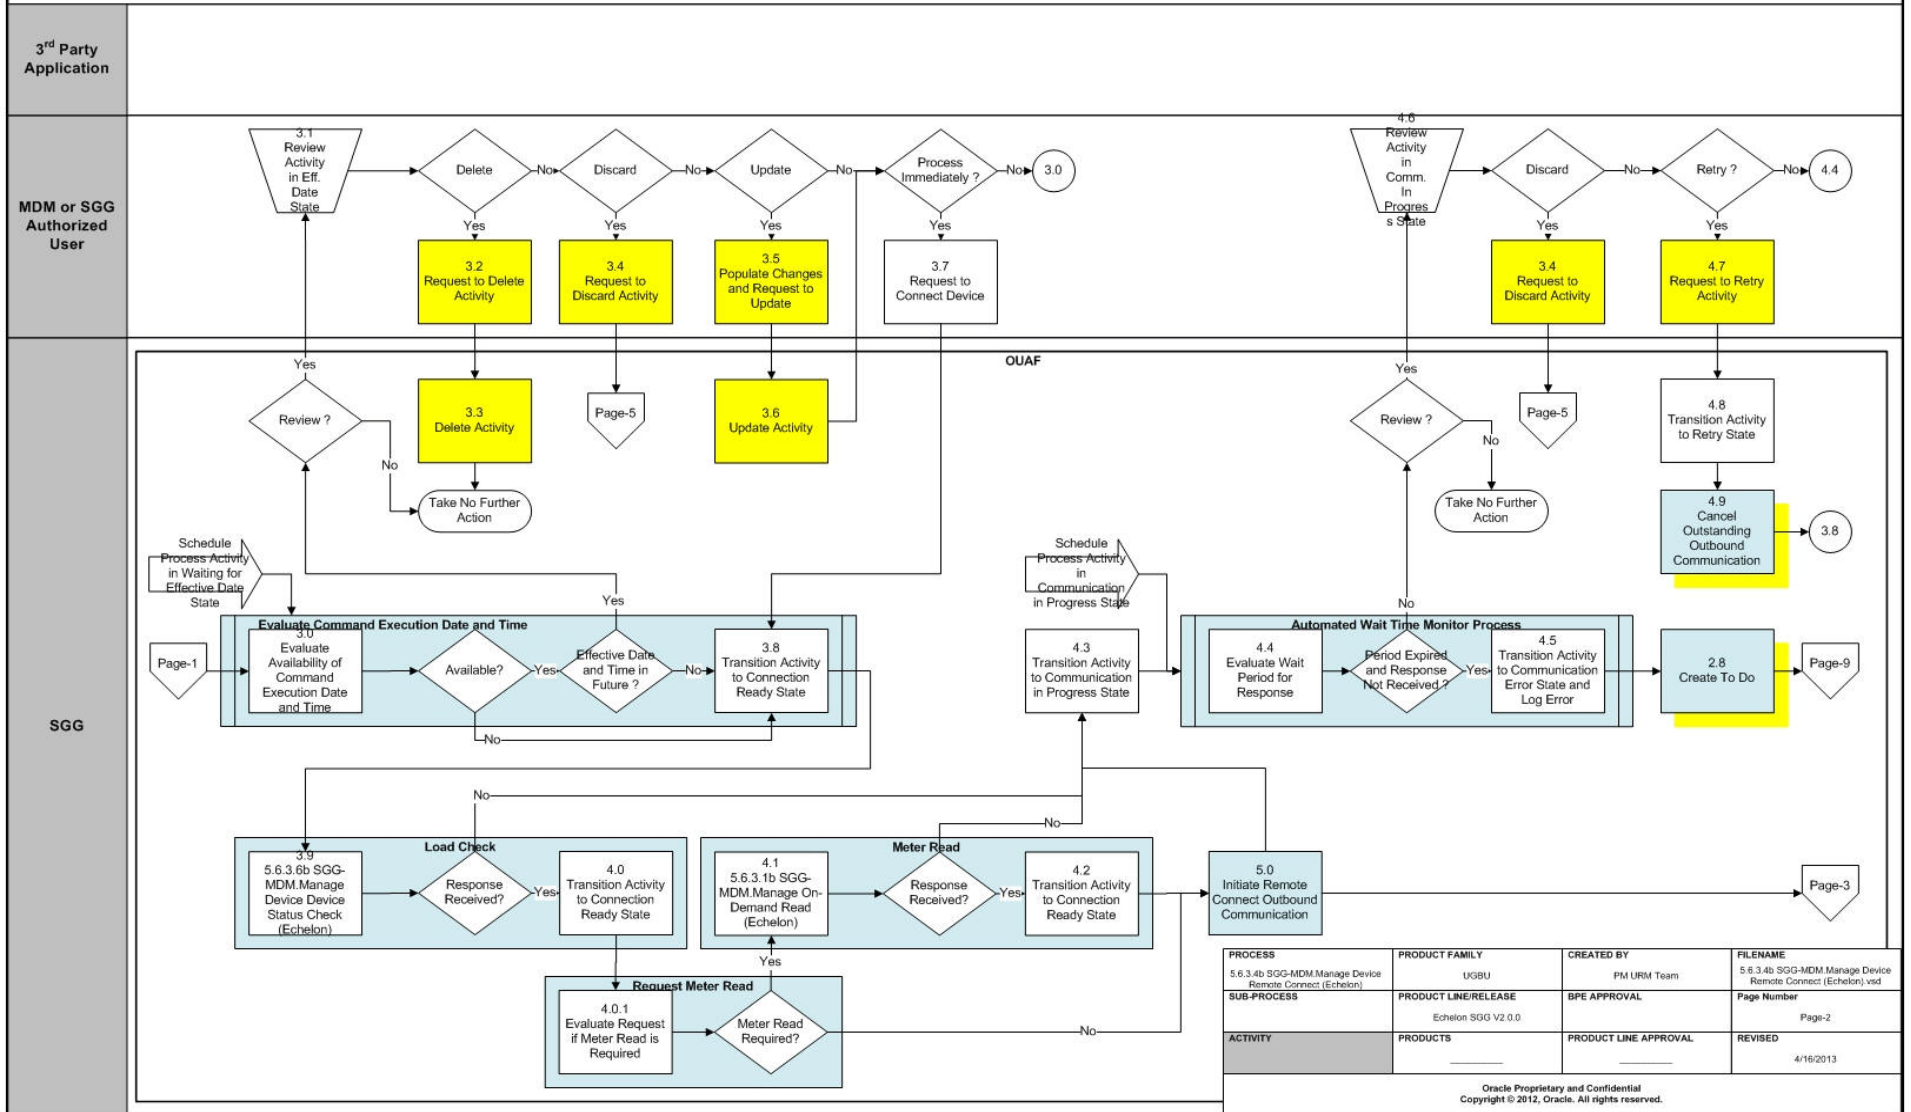 3rd Party
Application
MDM or SGG
Authorized
User
3.1
Review
Activity
in Eff.
Date
State
Delete
No
Discard
No
Update
No
Process
Immediately ?
No
3.0
4.6
Review
Activity
in
Comm.
In
Progres
s State
Discard
No
Retry ?
No
4.4
Yes
Yes
Yes
Yes
Yes
Yes
3.2
Request to Delete
Activity
3.4
Request to
Discard Activity
3.5
Populate Changes
and Request to
Update
3.7
Request to
Connect Device
3.4
Request to
Discard Activity
4.7
Request to Retry
Activity
SGG
OUAF
Yes
Review ?
No
3.3
Delete Activity
Page-5
3.6
Update Activity
Yes
Review ?
No
Page-5
4.8
Transition Activity
to Retry State
Take No Further
Action
Take No Further
Action
4.9
Cancel
Outstanding
Outbound
Communication
3.8
Schedule
Process Activity
in Waiting for
Effective Date
State
Yes
Schedule
Process Activity
in
Communication
in Progress State
No
Evaluate Command Execution Date and Time
Page-1
3.0
Evaluate
Availability of
Command
Execution Date
and Time
Available?
Yes
Effective Date
and Time in
Future ?
No
3.8
Transition Activity
to Connection
Ready State
No
4.3
Transition Activity
to Communication
in Progress State
Automated Wait Time Monitor Process
4.4
Evaluate Wait
Period for
Response
Period Expired
and Response
Not Received ?
Yes
4.5
Transition Activity
to Communication
Error State and
Log Error
2.8
Create To Do
Page-9
No
No
Load Check
3.9
5.6.3.6b SGG-
MDM.Manage
Device Device
Status Check
(Echelon)
Response
Received?
Yes
4.0
Transition Activity
to Connection
Ready State
Meter Read
4.1
5.6.3.1b SGG-
MDM.Manage On-
Demand Read
(Echelon)
Response
Received?
Yes
4.2
Transition Activity
to Connection
Ready State
5.0
Initiate Remote
Connect Outbound
Communication
Page-3
Yes
Request Meter Read
4.0.1
Evaluate Request
if Meter Read is
Required
Meter Read
Required?
No
PROCESS
5.6.3.4b SGG-MDM.Manage Device
Remote Connect (Echelon)
PRODUCT FAMILY
UGBU
CREATED BY
PM URM Team
FILENAME
5.6.3.4b SGG-MDM.Manage Device
Remote Connect (Echelon).vsd
SUB-PROCESS
PRODUCT LINE/RELEASE
Echelon SGG V2.0.0
BPE APPROVAL
Page Number
Page-2
ACTIVITY
PRODUCTS
PRODUCT LINE APPROVAL
REVISED
4/16/2013
Oracle Proprietary and Confidential
Copyright © 2012, Oracle. All rights reserved.